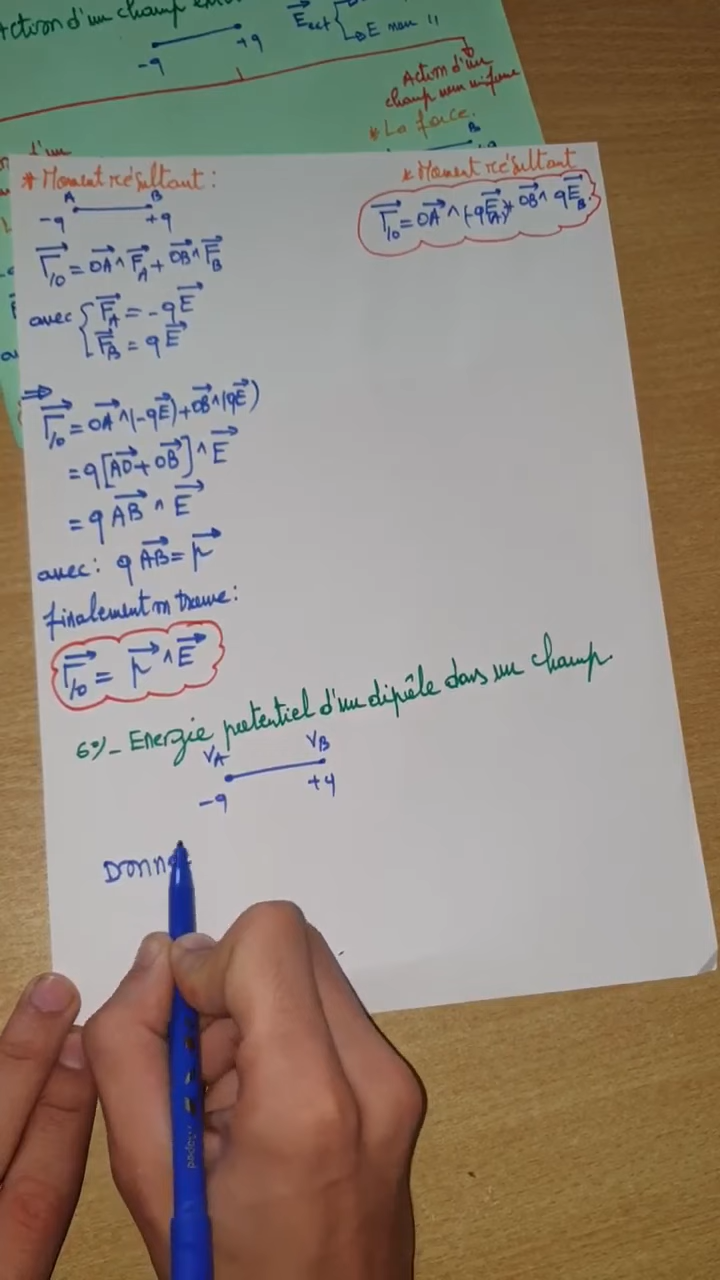 Action d'un champ
E⃗ext
→ E non //
-q +q
Action d'un
champ non uniforme
* La force.
B
* Moment résultant :
A B
-q +q
Γ⃗/o = OA⃗ ∧ F⃗A + OB⃗ ∧ F⃗B
avec { F⃗A = -qE⃗
F⃗B = qE⃗
⇒
Γ⃗/o = OA⃗ ∧ (-qE⃗) + OB⃗ ∧ (qE⃗)
= q[AO⃗ + OB⃗] ∧ E⃗
= q AB⃗ ∧ E⃗
avec : q AB⃗ = p⃗
finalement on trouve :
Γ⃗/o = p⃗ ∧ E⃗
* Moment résultant
Γ⃗/o = OA⃗ ∧ (-qE⃗A) + OB⃗ ∧ qE⃗B
6°/- Energie potentiel d'un dipôle dans un champ.
VA VB
-q +q
Donne